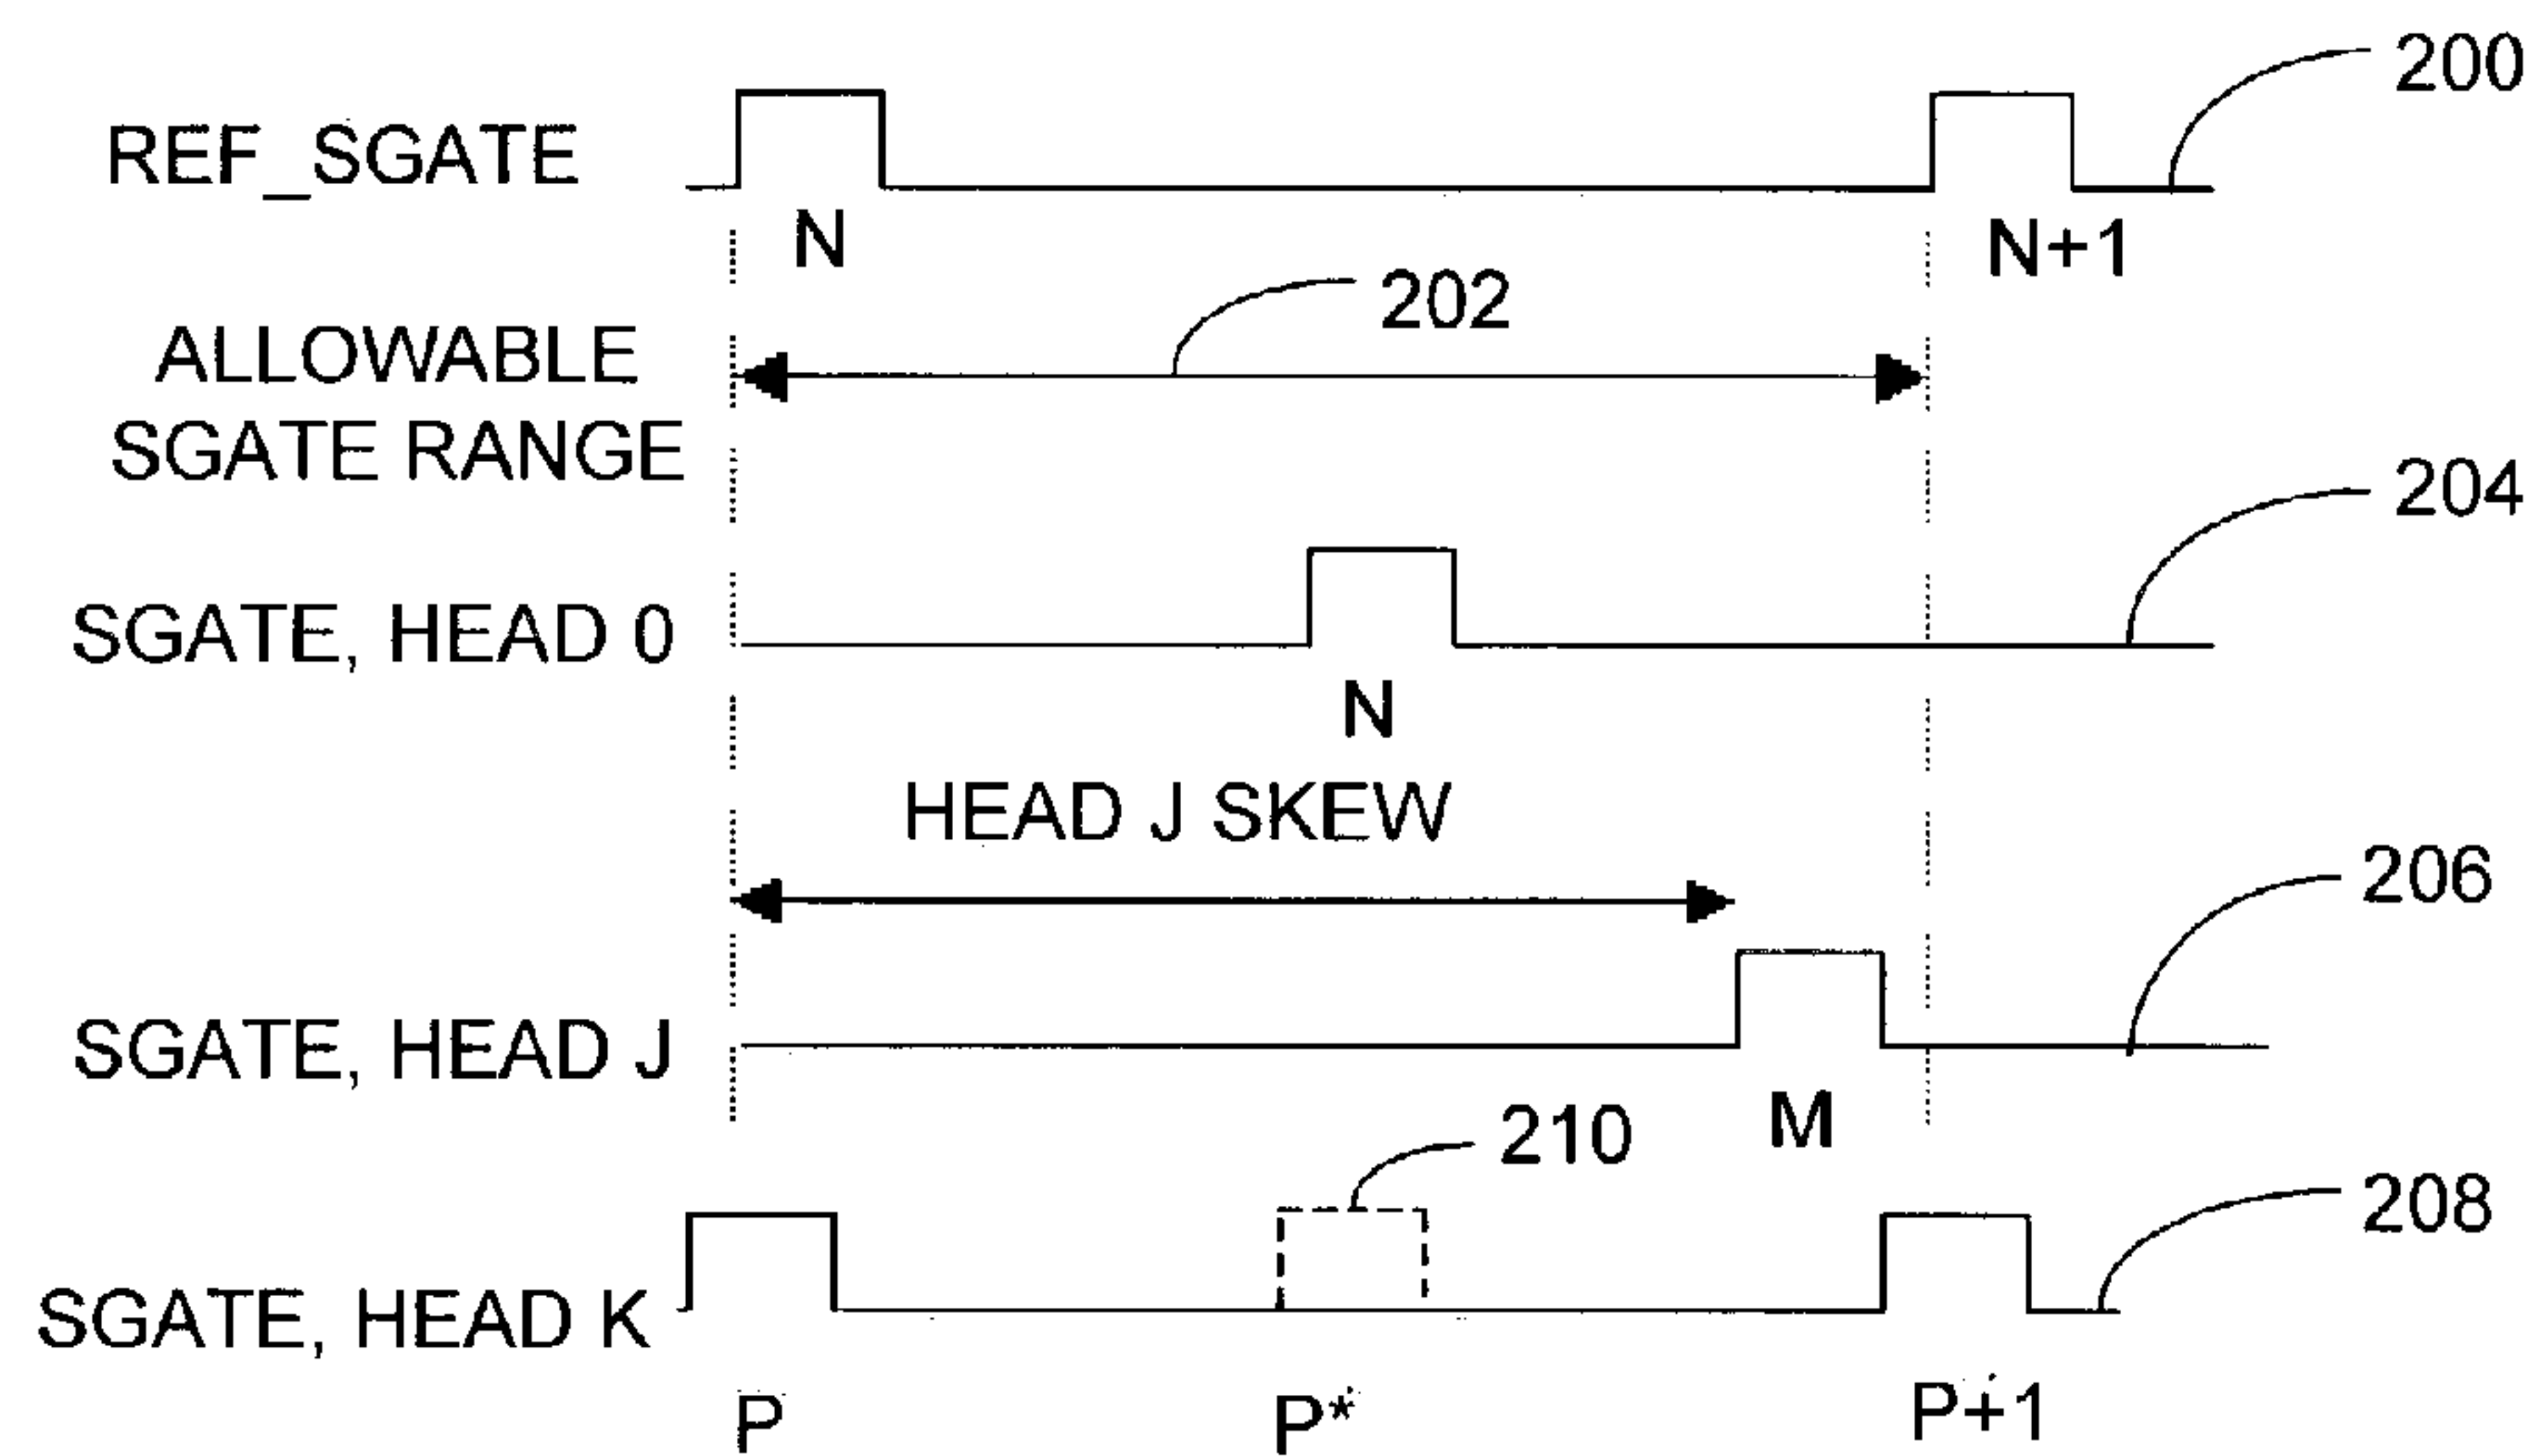 200
REF_SGATE
N
N+1
202
ALLOWABLE
SGATE RANGE
204
SGATE, HEAD 0
N
HEAD J SKEW
206
SGATE, HEAD J
M
210
208
SGATE, HEAD K
P
P*
P+1